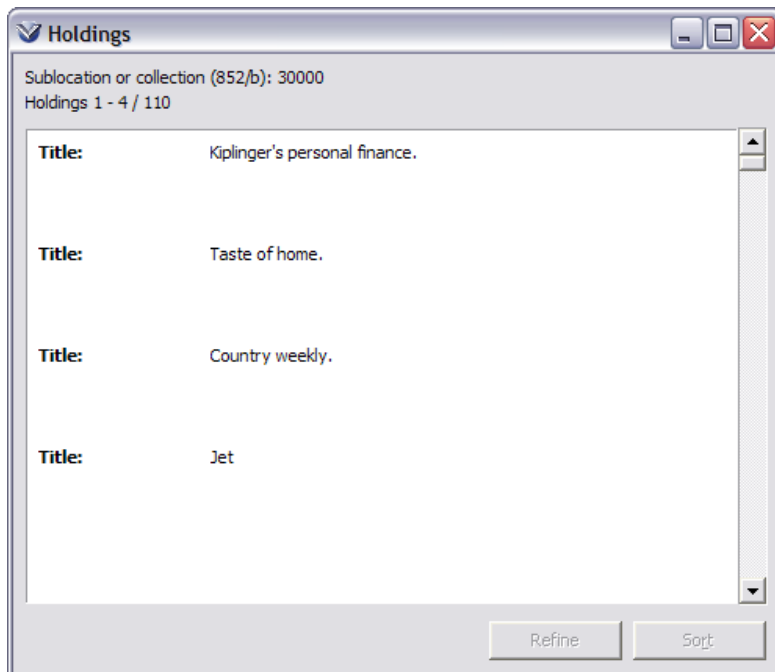 Holdings
Sublocation or collection (852/b): 30000
Holdings 1 - 4 / 110
Title: Kiplinger's personal finance.
Title: Taste of home.
Title: Country weekly.
Title: Jet
Refine Sort